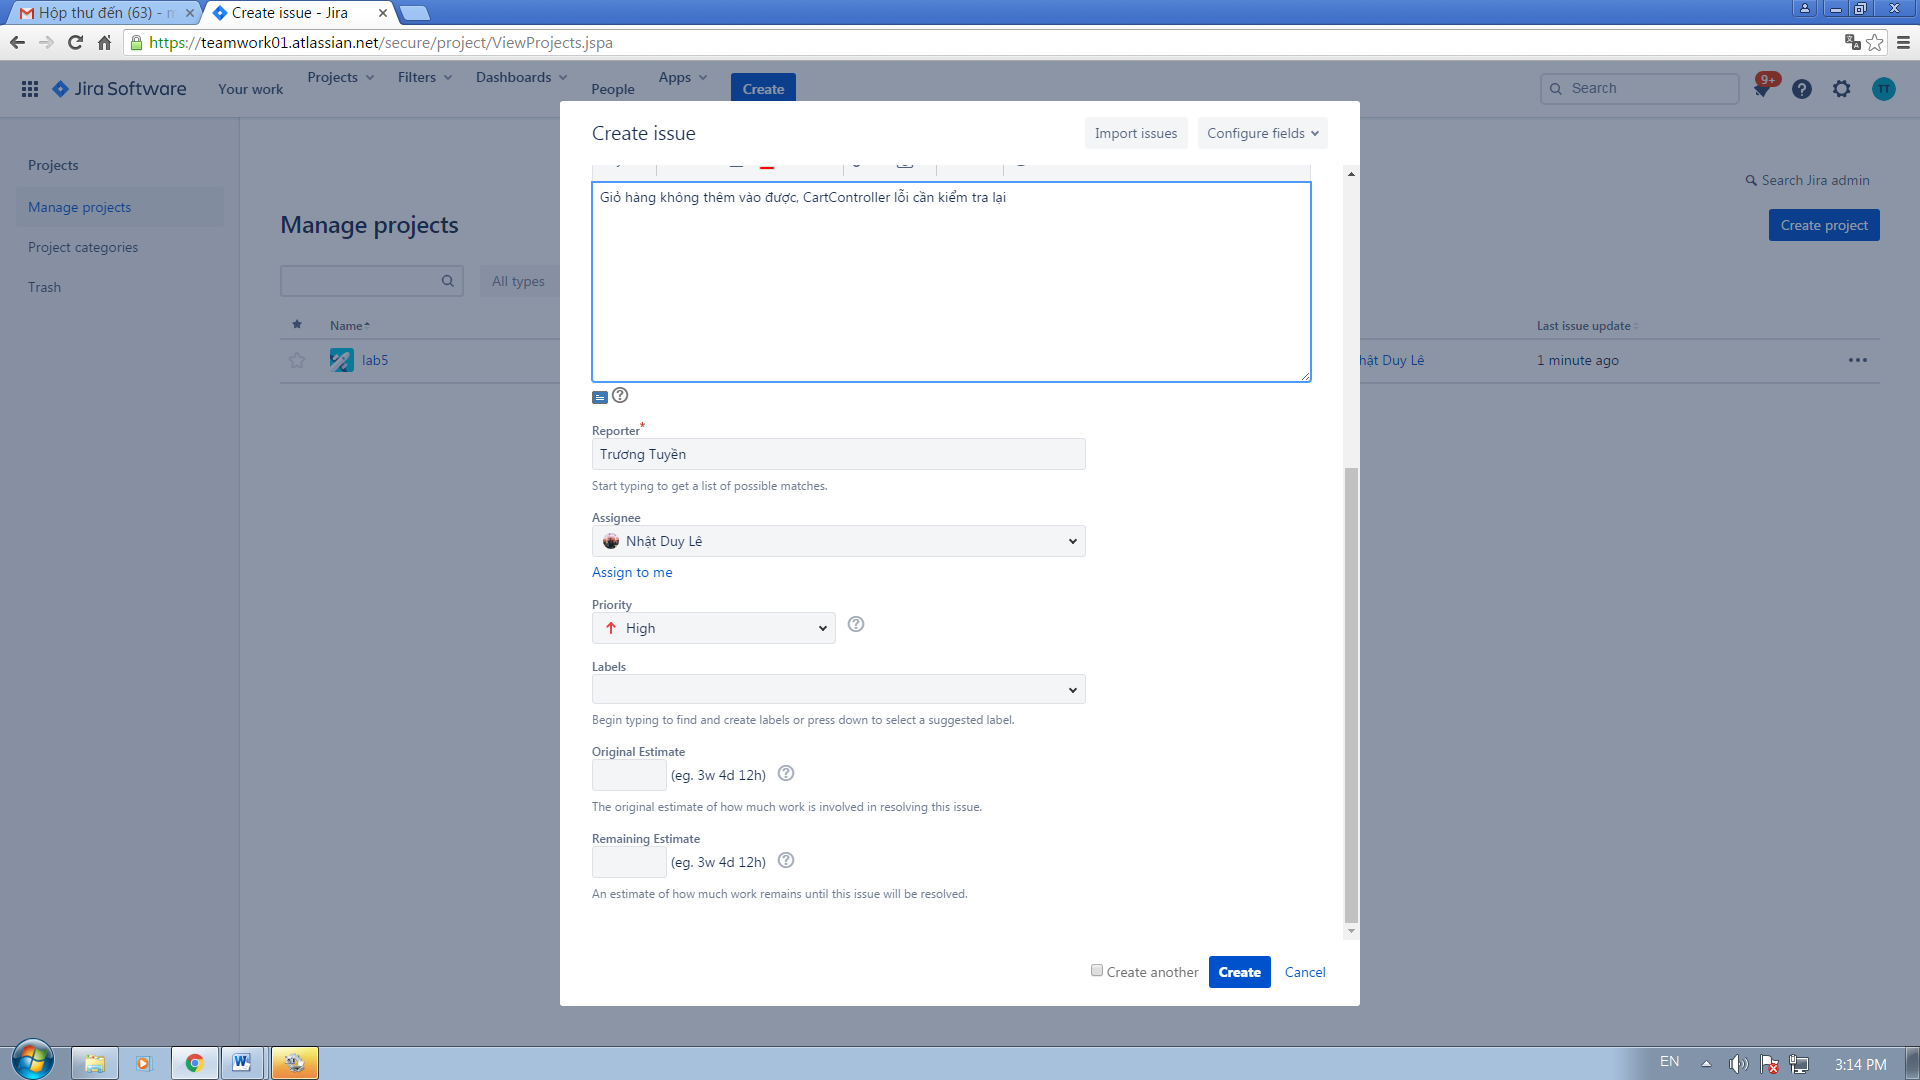 Hộp thư đến (63) - m
Create issue - Jira
https://teamwork01.atlassian.net/secure/project/ViewProjects.jspa
Jira Software
Your work
Projects
Filters
Dashboards
People
Apps
Create
Search
9+
TT
Projects
Manage projects
Project categories
Trash
Manage projects
All types
Name
lab5
Search Jira admin
Create project
Last issue update
hật Duy Lê
1 minute ago
Create issue
Import issues
Configure fields
Giỏ hàng không thêm vào được, CartController lỗi cần kiểm tra lại
Reporter*
Trương Tuyền
Start typing to get a list of possible matches.
Assignee
Nhật Duy Lê
Assign to me
Priority
High
Labels
Begin typing to find and create labels or press down to select a suggested label.
Original Estimate
(eg. 3w 4d 12h)
The original estimate of how much work is involved in resolving this issue.
Remaining Estimate
(eg. 3w 4d 12h)
An estimate of how much work remains until this issue will be resolved.
Create another
Create
Cancel
EN
3:14 PM